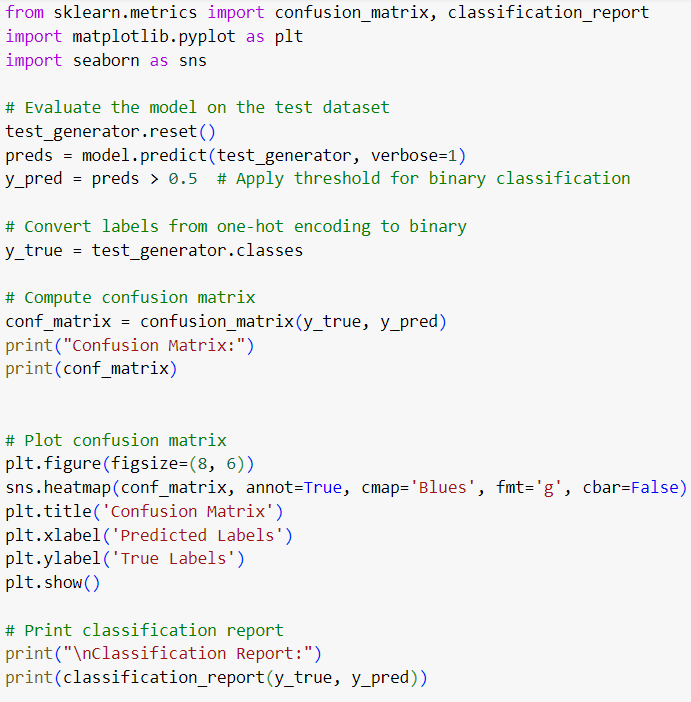 from sklearn.metrics import confusion_matrix, classification_report
import matplotlib.pyplot as plt
import seaborn as sns

# Evaluate the model on the test dataset
test_generator.reset()
preds = model.predict(test_generator, verbose=1)
y_pred = preds > 0.5  # Apply threshold for binary classification

# Convert labels from one-hot encoding to binary
y_true = test_generator.classes

# Compute confusion matrix
conf_matrix = confusion_matrix(y_true, y_pred)
print("Confusion Matrix:")
print(conf_matrix)


# Plot confusion matrix
plt.figure(figsize=(8, 6))
sns.heatmap(conf_matrix, annot=True, cmap='Blues', fmt='g', cbar=False)
plt.title('Confusion Matrix')
plt.xlabel('Predicted Labels')
plt.ylabel('True Labels')
plt.show()

# Print classification report
print("\nClassification Report:")
print(classification_report(y_true, y_pred))